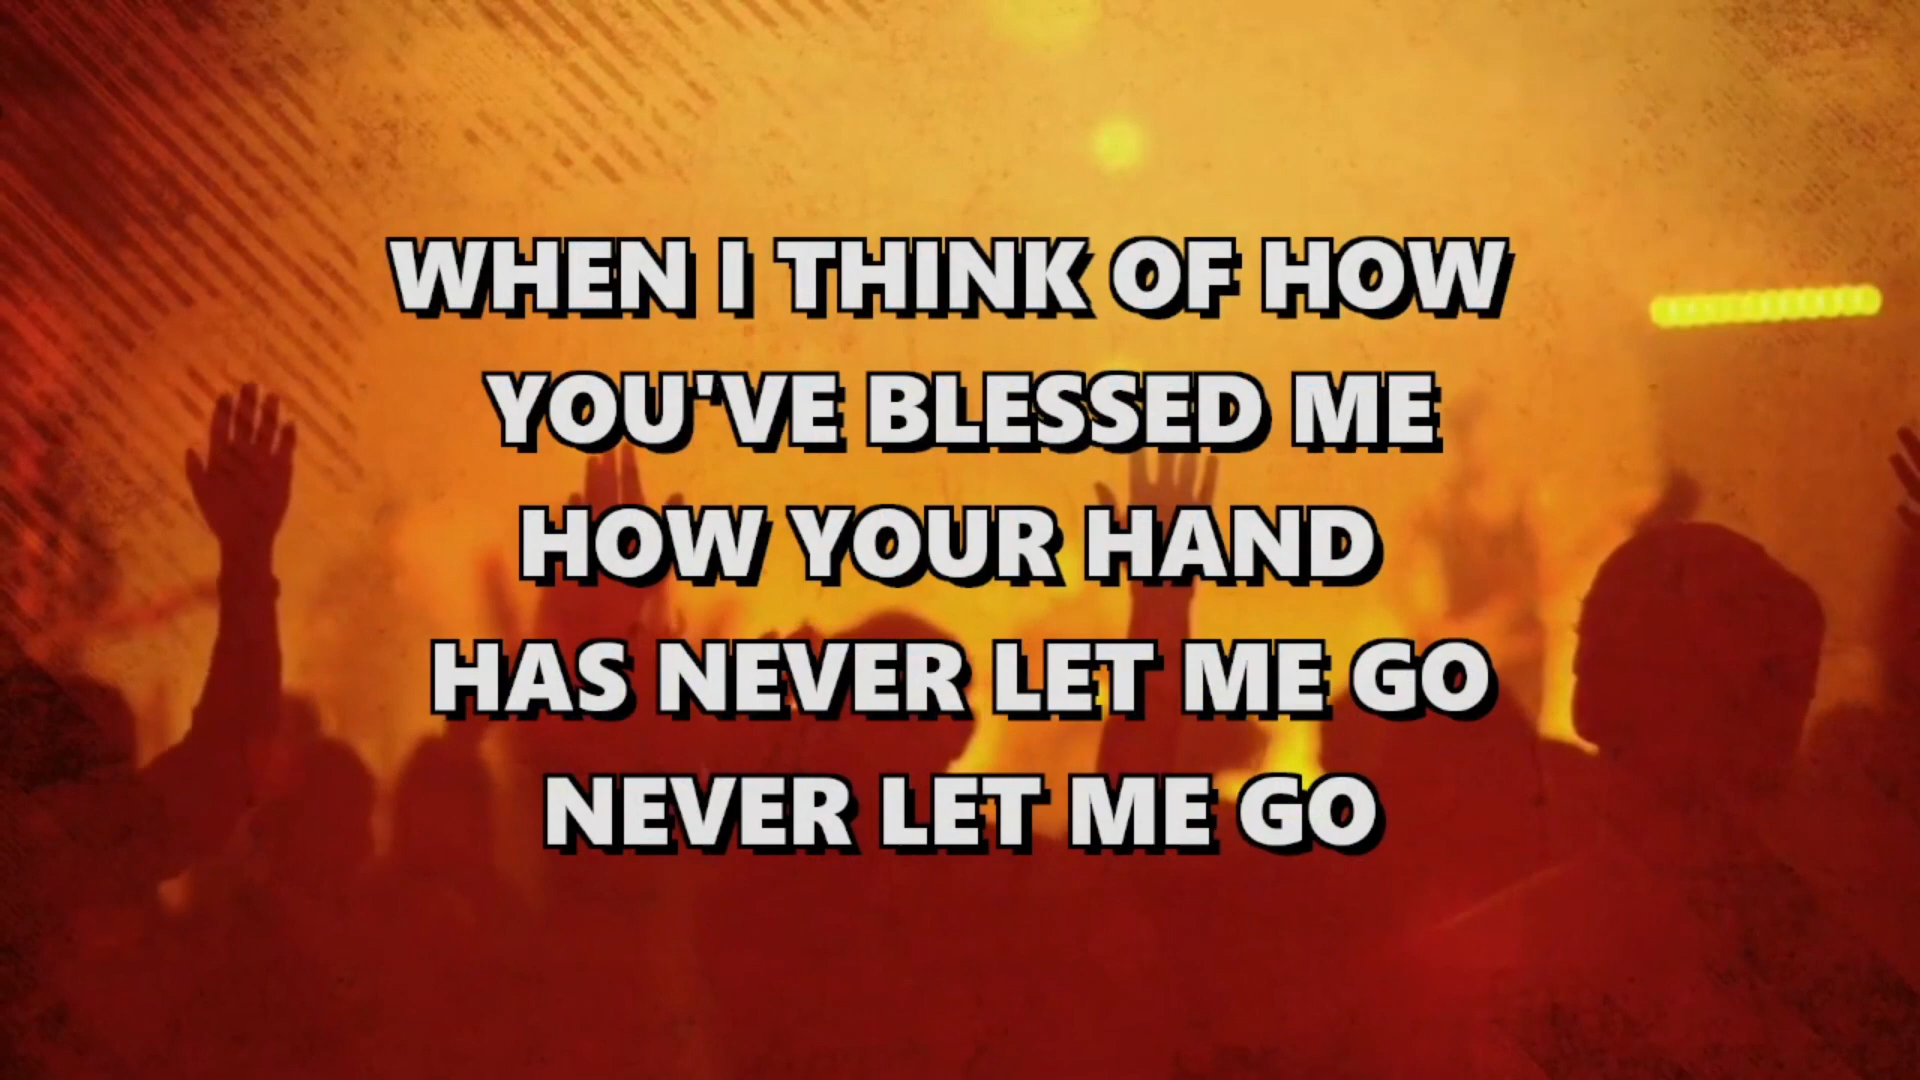 WHEN I THINK OF HOW
YOU'VE BLESSED ME
HOW YOUR HAND
HAS NEVER LET ME GO
NEVER LET ME GO